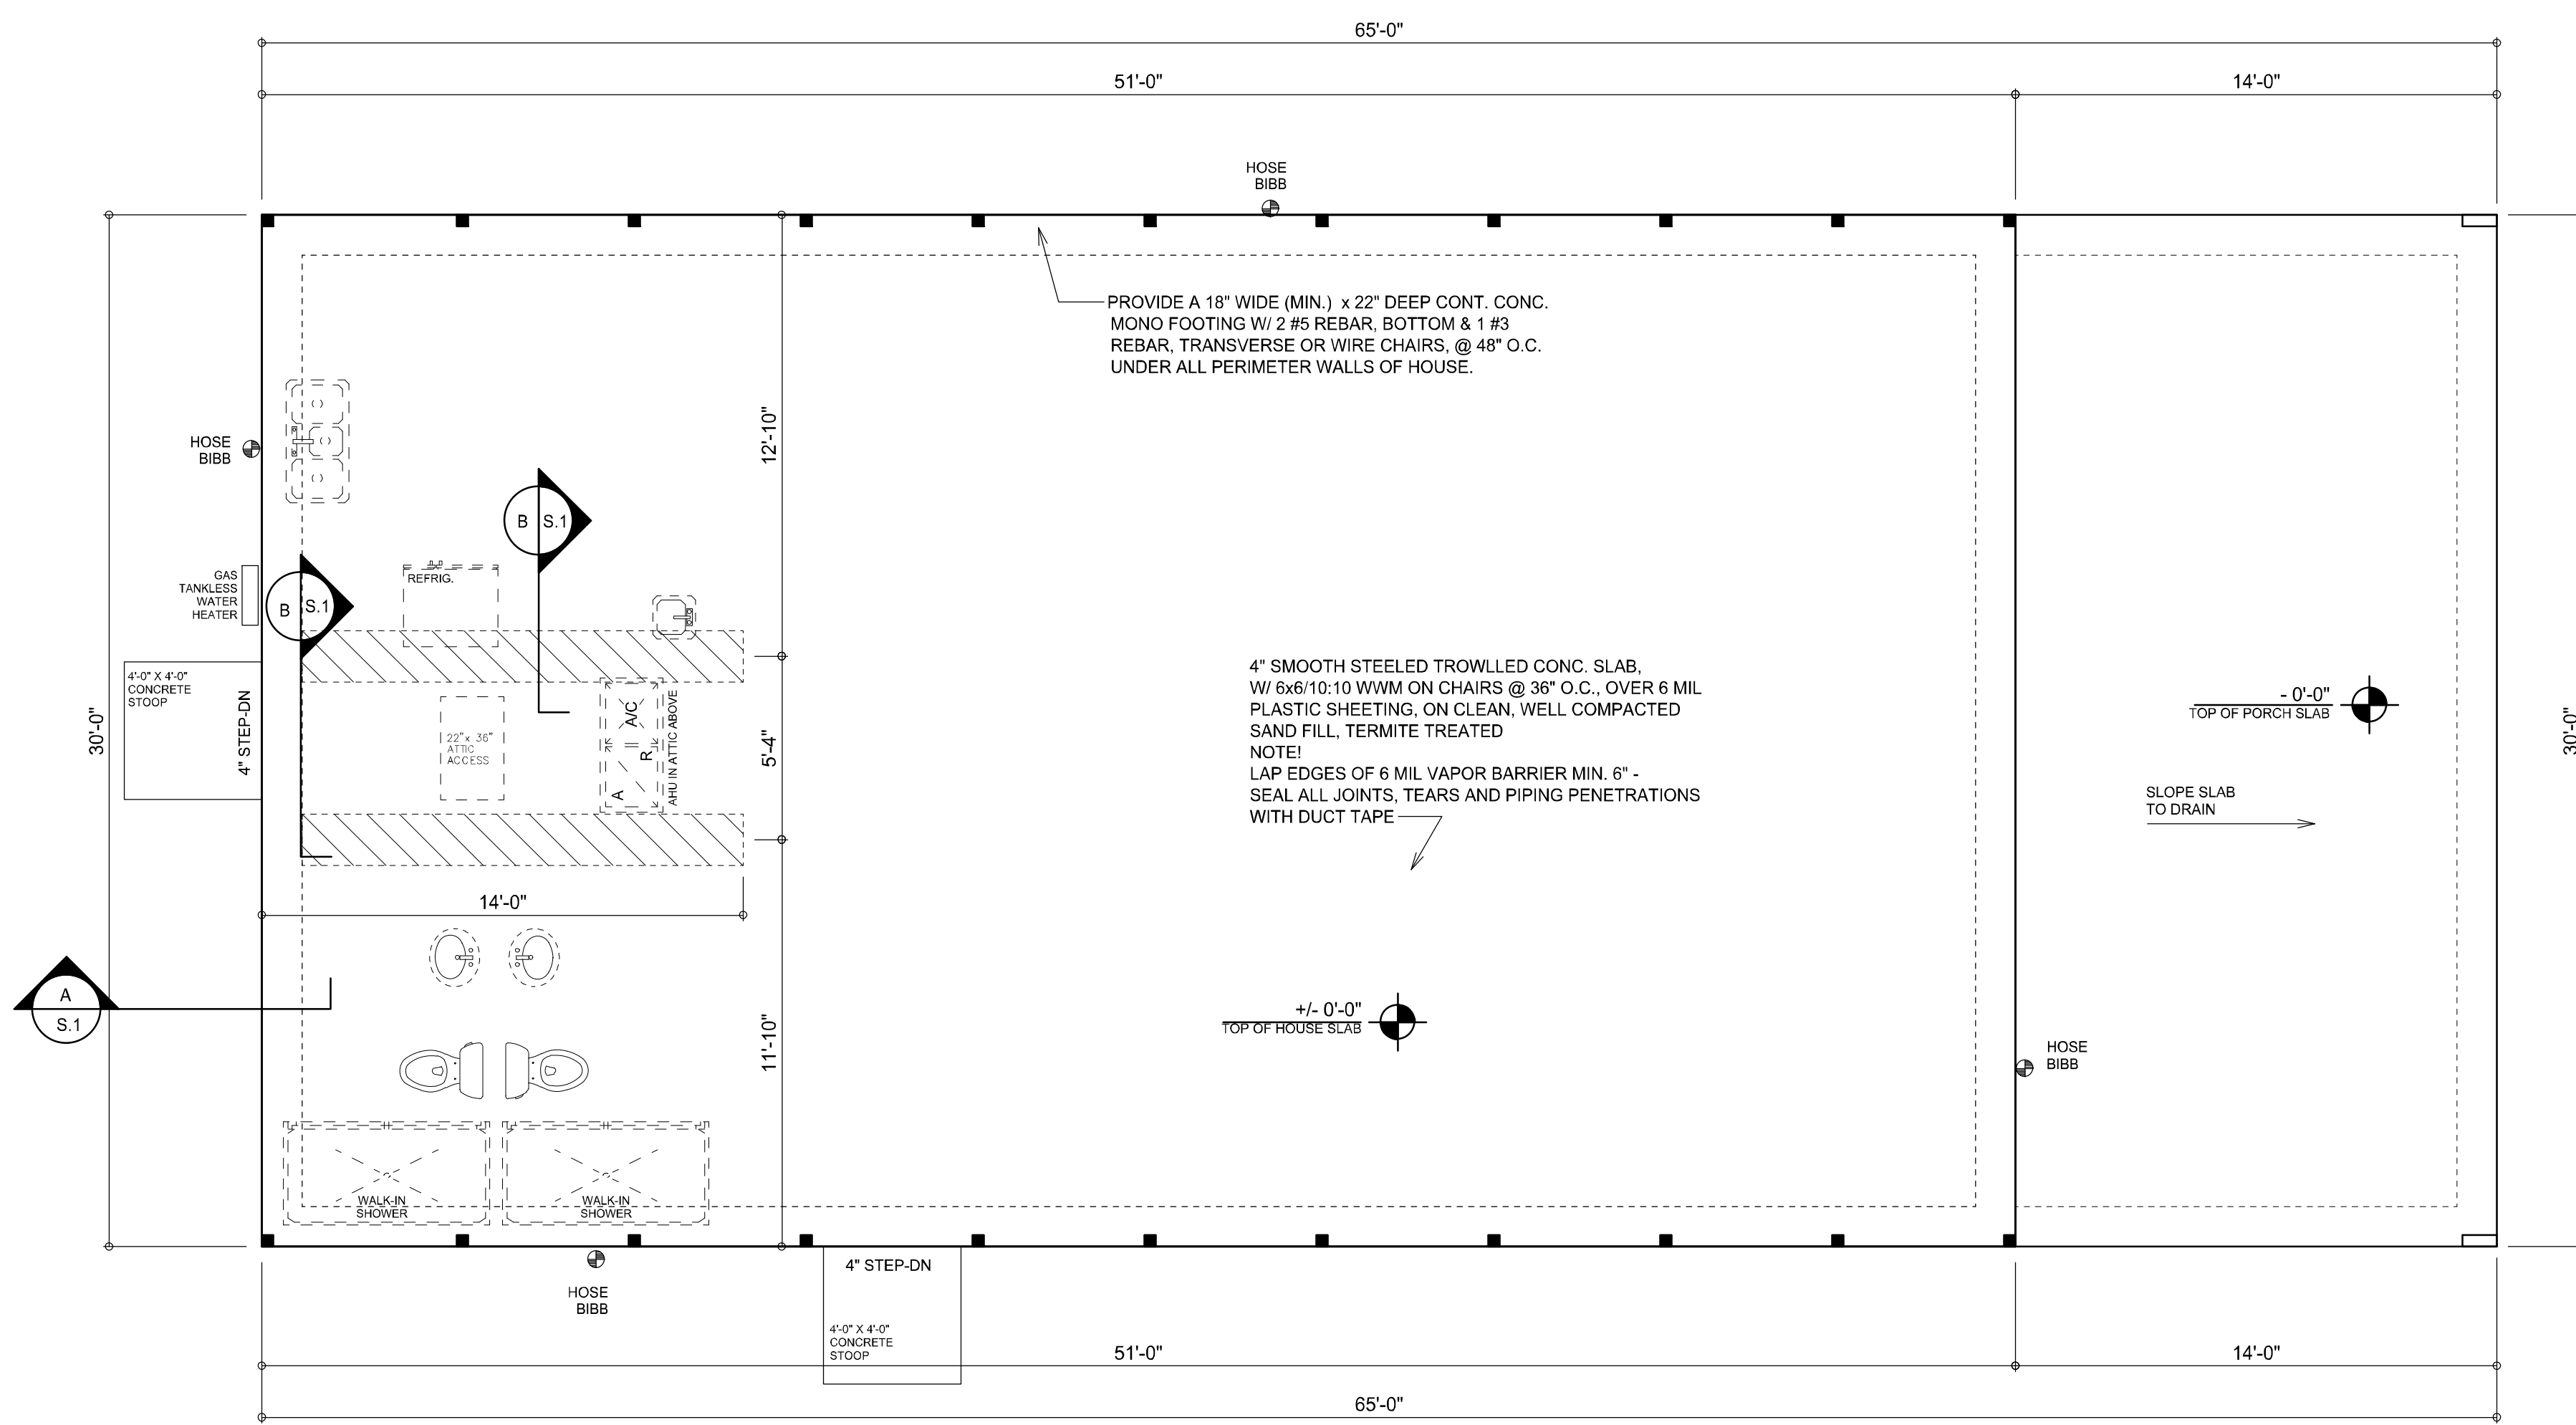 65'-0"
51'-0"
14'-0"
HOSE
BIBB
PROVIDE A 18" WIDE (MIN.) x 22" DEEP CONT. CONC.
MONO FOOTING W/ 2 #5 REBAR, BOTTOM & 1 #3
REBAR, TRANSVERSE OR WIRE CHAIRS, @ 48" O.C.
UNDER ALL PERIMETER WALLS OF HOUSE.
12'-10"
HOSE
BIBB
B S.1
GAS
TANKLESS
WATER
HEATER
B S.1
REFRIG.
4'-0" X 4'-0"
CONCRETE
STOOP
4" STEP-DN
30'-0"
22"x 36"
ATTIC
ACCESS
A/C
R
A
AHU IN ATTIC ABOVE
5'-4"
4" SMOOTH STEELED TROWLLED CONC. SLAB,
W/ 6x6/10:10 WWM ON CHAIRS @ 36" O.C., OVER 6 MIL
PLASTIC SHEETING, ON CLEAN, WELL COMPACTED
SAND FILL, TERMITE TREATED
NOTE!
LAP EDGES OF 6 MIL VAPOR BARRIER MIN. 6" -
SEAL ALL JOINTS, TEARS AND PIPING PENETRATIONS
WITH DUCT TAPE
- 0'-0"
TOP OF PORCH SLAB
SLOPE SLAB
TO DRAIN
30'-0"
14'-0"
A
S.1
11'-10"
+/- 0'-0"
TOP OF HOUSE SLAB
HOSE
BIBB
WALK-IN
SHOWER
WALK-IN
SHOWER
HOSE
BIBB
4" STEP-DN
4'-0" X 4'-0"
CONCRETE
STOOP
51'-0"
14'-0"
65'-0"